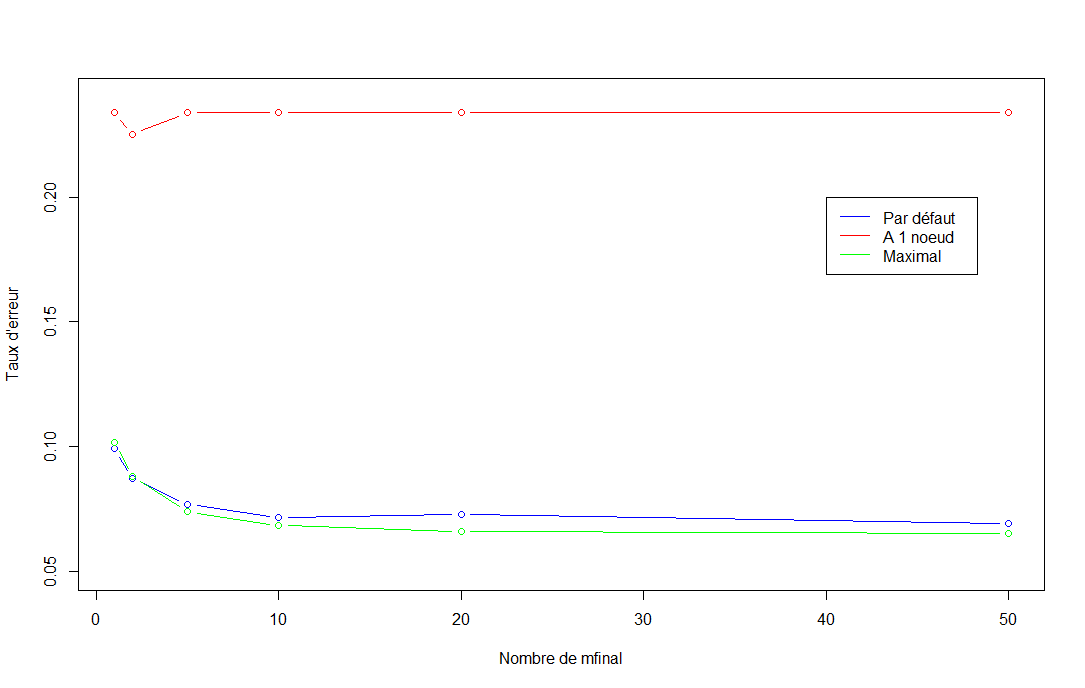 0.20
0.15
0.10
0.05
Taux d'erreur
Par défaut
A 1 noeud
Maximal
0 10 20 30 40 50
Nombre de mfinal